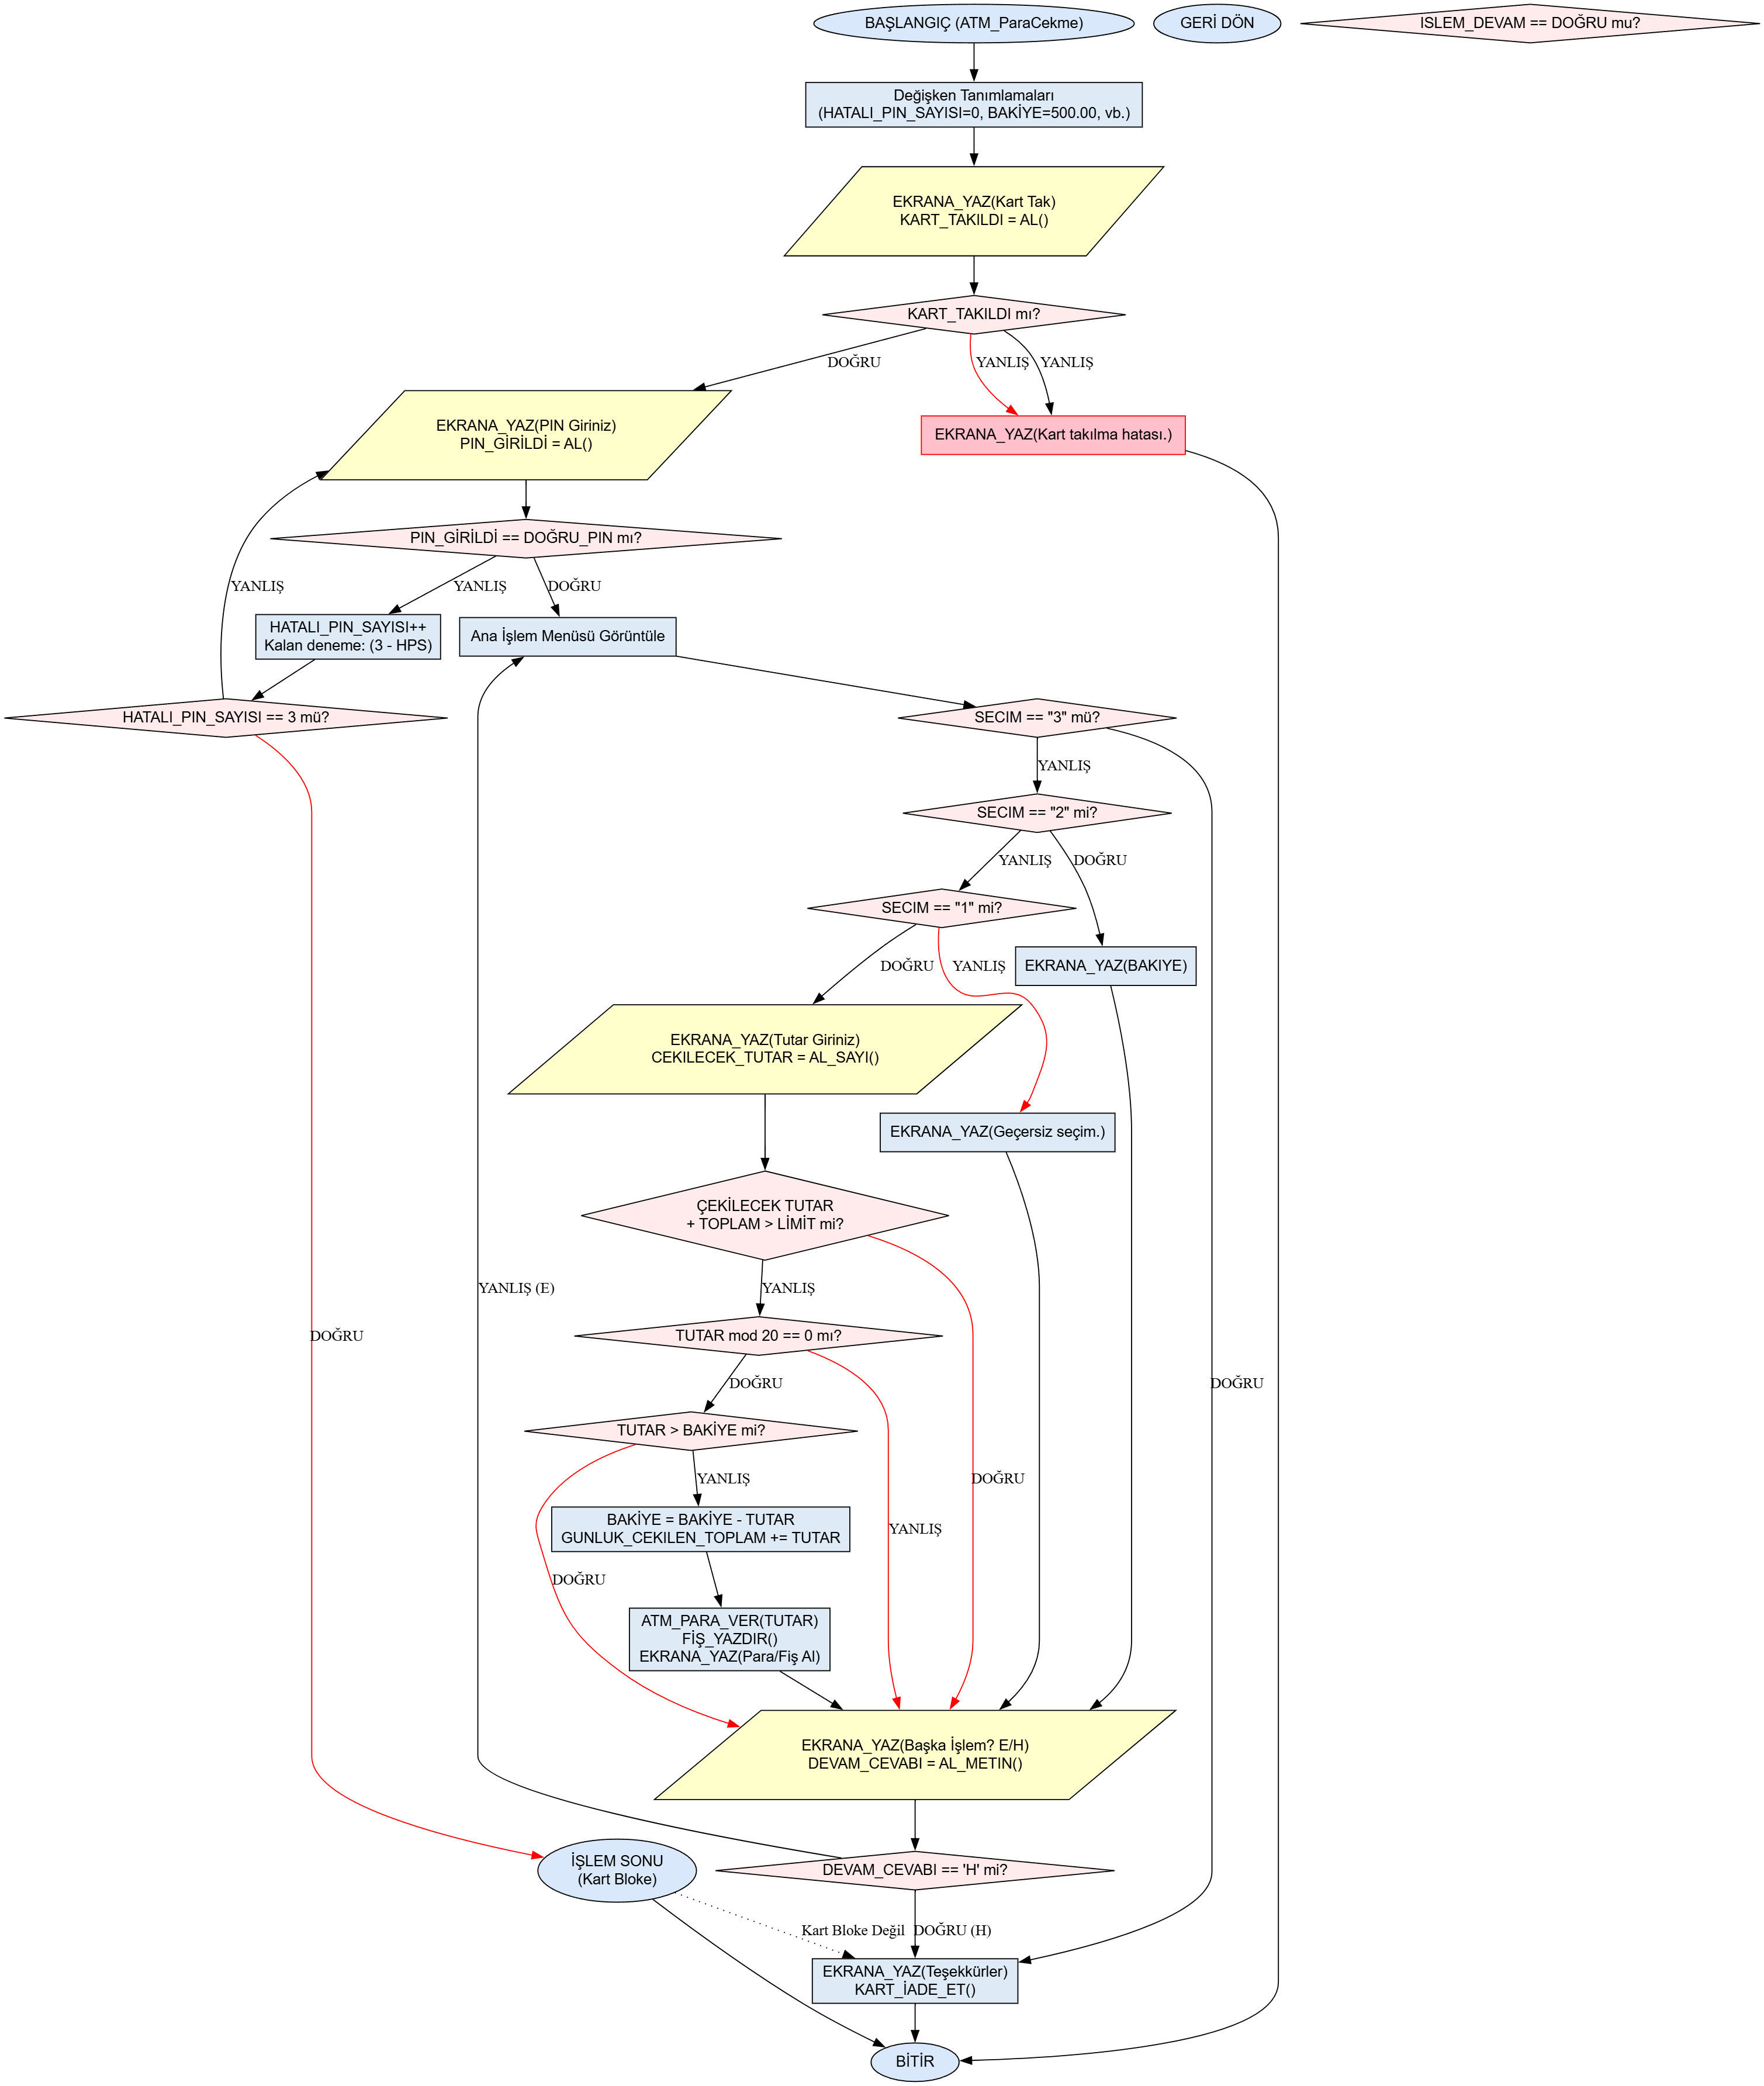 BAŞLANGIÇ (ATM_ParaCekme)
GERİ DÖN
ISLEM_DEVAM == DOĞRU mu?
Değişken Tanımlamaları
(HATALI_PIN_SAYISI=0, BAKİYE=500.00, vb.)
EKRANA_YAZ(Kart Tak)
KART_TAKILDI = AL()
KART_TAKILDI mı?
DOĞRU
YANLIŞ
YANLIŞ
EKRANA_YAZ(PIN Giriniz)
PIN_GİRİLDİ = AL()
EKRANA_YAZ(Kart takılma hatası.)
PIN_GİRİLDİ == DOĞRU_PIN mı?
YANLIŞ
YANLIŞ
DOĞRU
HATALI_PIN_SAYISI++
Kalan deneme: (3 - HPS)
Ana İşlem Menüsü Görüntüle
HATALI_PIN_SAYISI == 3 mü?
SECIM == "3" mü?
YANLIŞ
SECIM == "2" mi?
YANLIŞ
DOĞRU
SECIM == "1" mi?
DOĞRU
YANLIŞ
EKRANA_YAZ(BAKIYE)
EKRANA_YAZ(Tutar Giriniz)
CEKILECEK_TUTAR = AL_SAYI()
EKRANA_YAZ(Geçersiz seçim.)
ÇEKİLECEK TUTAR
+ TOPLAM > LİMİT mi?
YANLIŞ (E)
YANLIŞ
DOĞRU
TUTAR mod 20 == 0 mı?
DOĞRU
DOĞRU
TUTAR > BAKİYE mi?
YANLIŞ
DOĞRU
BAKİYE = BAKİYE - TUTAR
GUNLUK_CEKILEN_TOPLAM += TUTAR
YANLIŞ
DOĞRU
ATM_PARA_VER(TUTAR)
FİŞ_YAZDIR()
EKRANA_YAZ(Para/Fiş Al)
EKRANA_YAZ(Başka İşlem? E/H)
DEVAM_CEVABI = AL_METIN()
İŞLEM SONU
(Kart Bloke)
DEVAM_CEVABI == 'H' mi?
Kart Bloke Değil
DOĞRU (H)
EKRANA_YAZ(Teşekkürler)
KART_İADE_ET()
BİTİR